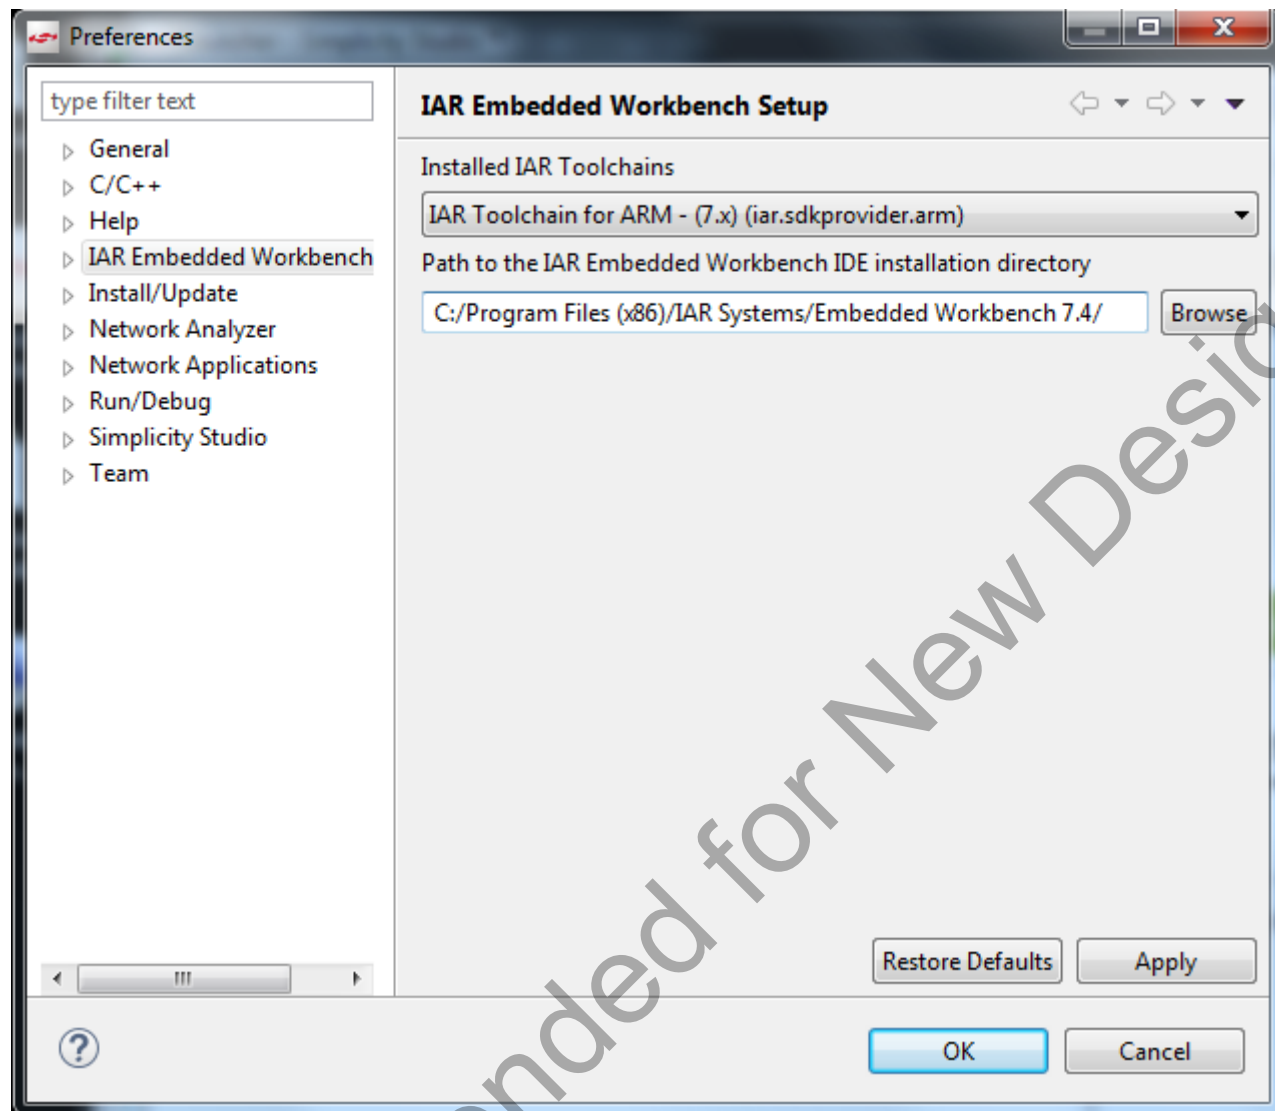 Preferences
type filter text
General
C/C++
Help
IAR Embedded Workbench
Install/Update
Network Analyzer
Network Applications
Run/Debug
Simplicity Studio
Team
IAR Embedded Workbench Setup
Installed IAR Toolchains
IAR Toolchain for ARM - (7.x) (iar.sdkprovider.arm)
Path to the IAR Embedded Workbench IDE installation directory
C:/Program Files (x86)/IAR Systems/Embedded Workbench 7.4/
Browse
Restore Defaults
Apply
OK
Cancel
for New